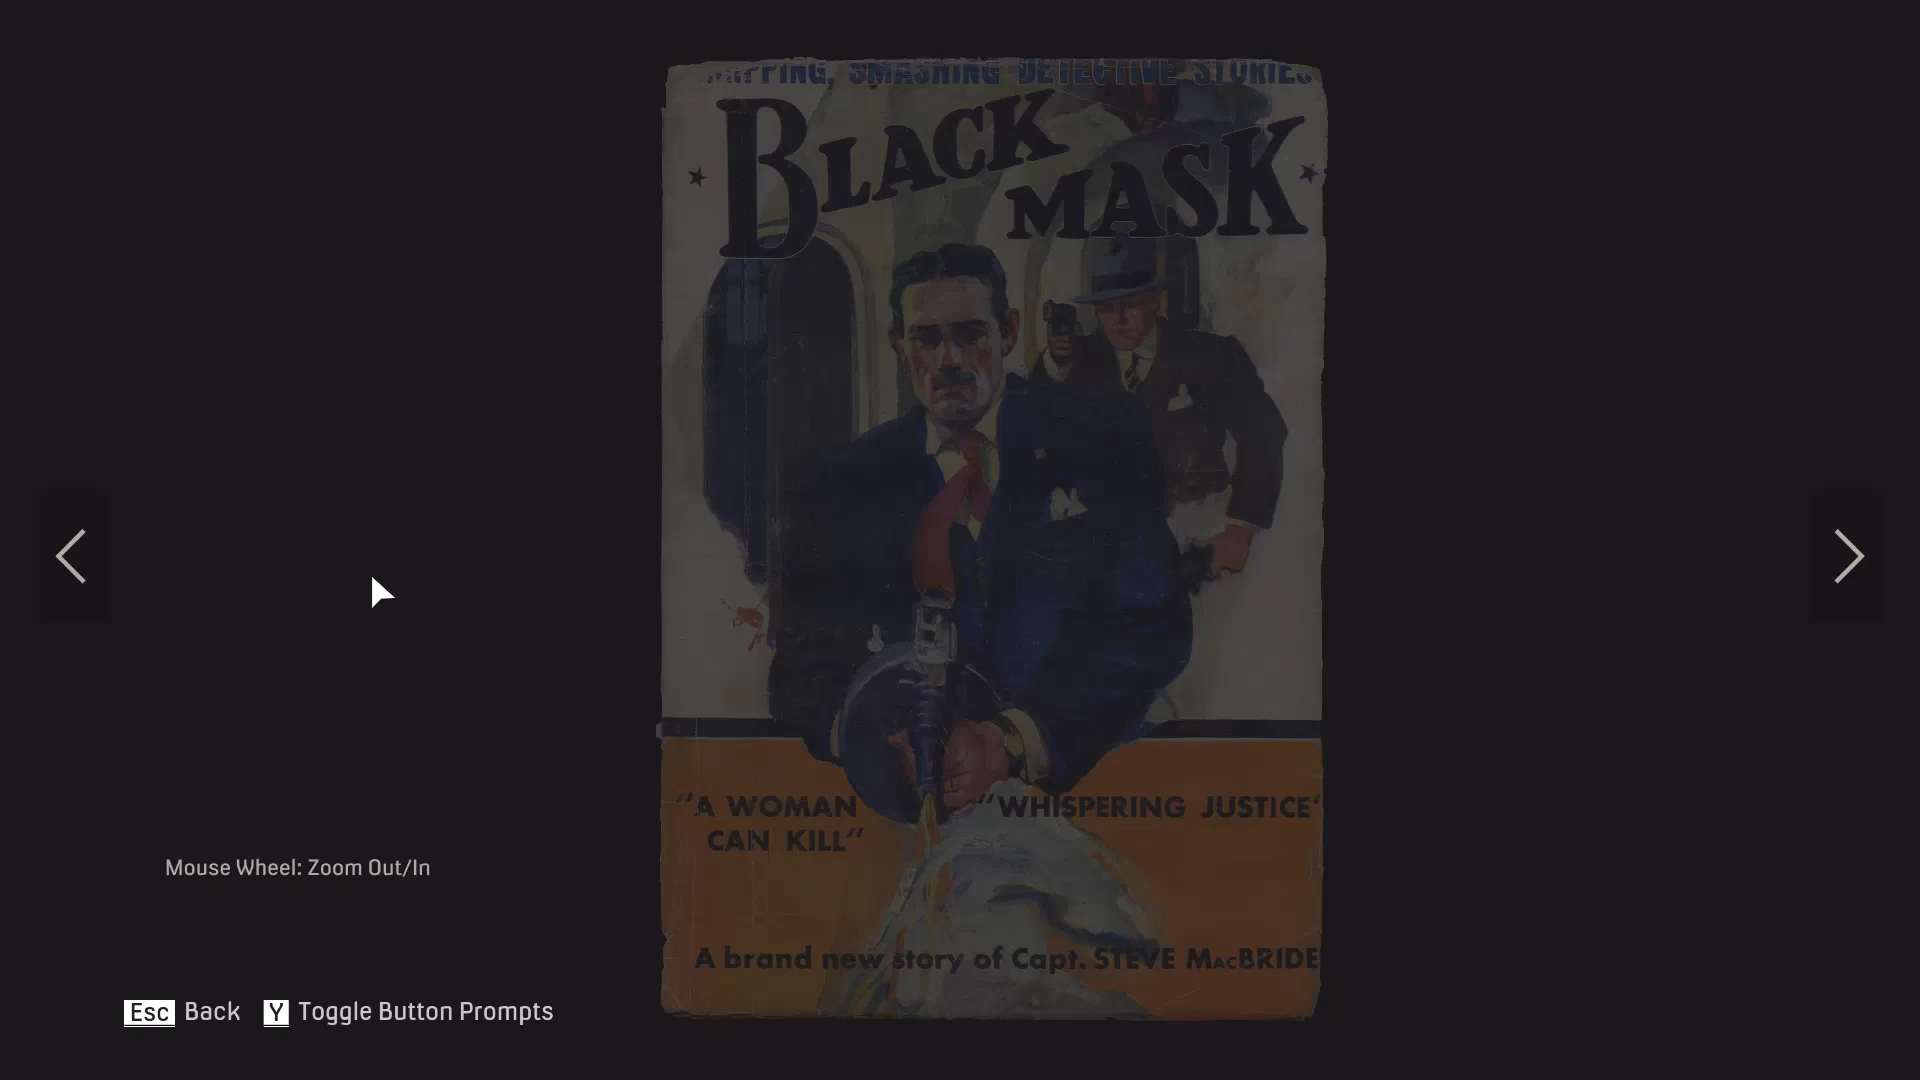 GRIPPING, SMASHING DETECTIVE STORIES
BLACK
MASK
"A WOMAN
CAN KILL"
"WHISPERING JUSTICE'
A brand new story of Capt. STEVE MACBRIDE
Mouse Wheel: Zoom Out/In
Esc Back Y Toggle Button Prompts